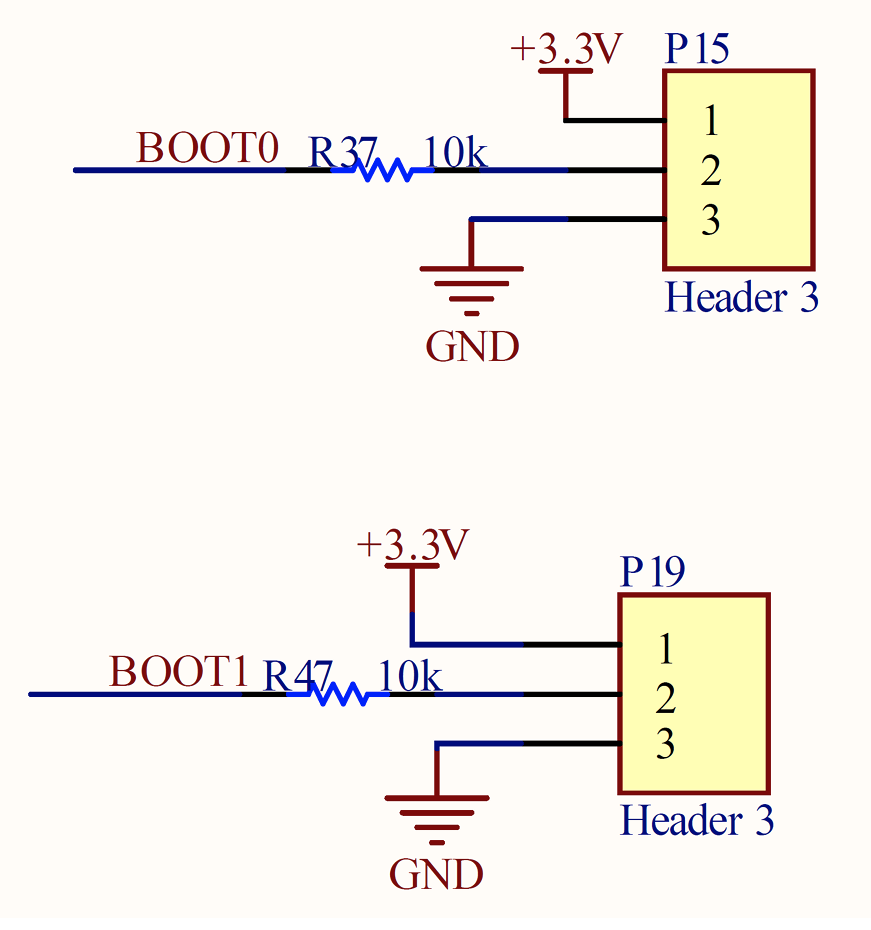 +3.3V P15
1
BOOT0 R37 10k 2
3
Header 3
GND
+3.3V
P19
1
BOOT1 R47 10k 2
3
Header 3
GND